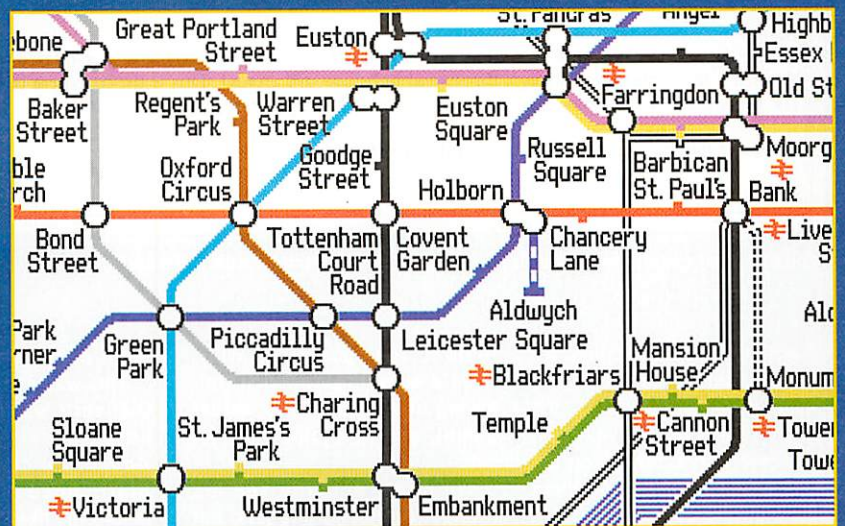 St. Pancras
Angel
Highb
Great Portland
Street
Euston
ebone
Essex
Baker
Street
Regent's
Park
Warren
Street
Euston
Square
Farringdon
Old St
Goodge
Street
Russell
Square
Barbican
Moorg
ble
rch
Oxford
Circus
Holborn
St. Paul's
Bank
Bond
Street
Tottenham
Court
Road
Covent
Garden
Chancery
Lane
Live
S
Aldwych
Park
rner
e
Green
Park
Piccadilly
Circus
Leicester Square
Mansion
House
Blackfriars
Monum
Charing
Cross
Temple
Cannon
Street
Tower
Towe
Sloane
Square
St. James's
Park
Victoria
Westminster
Embankment